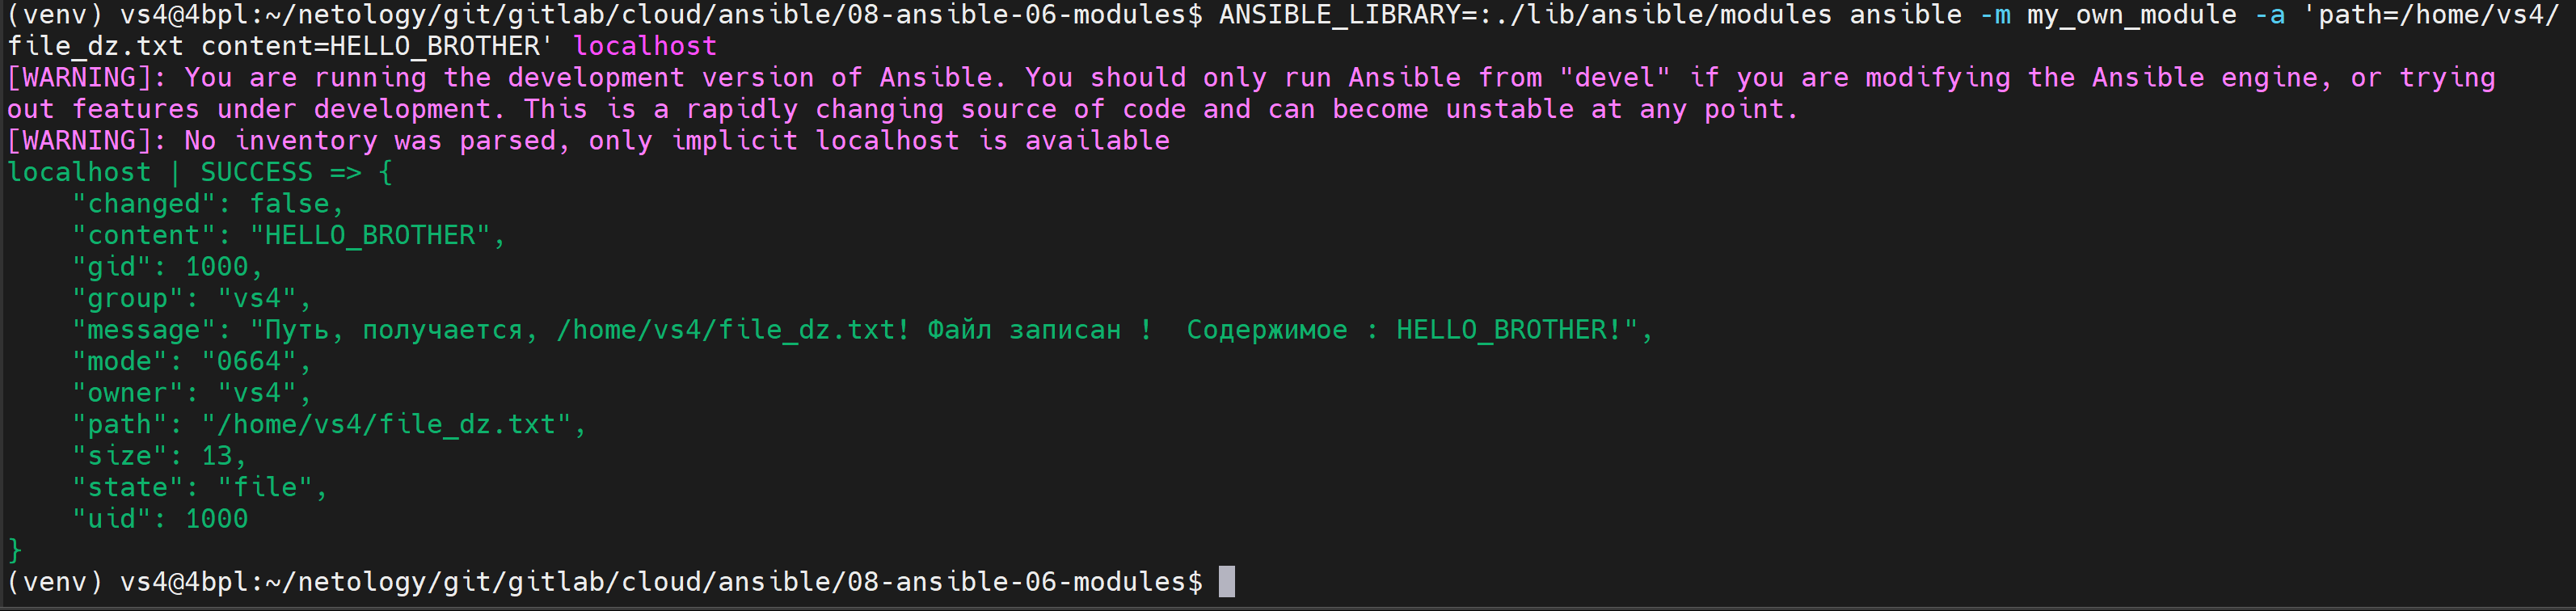 (venv) vs4@4bpl:~/netology/git/gitlab/cloud/ansible/08-ansible-06-modules$ ANSIBLE_LIBRARY=:./lib/ansible/modules ansible -m my_own_module -a 'path=/home/vs4/
file_dz.txt content=HELLO_BROTHER' localhost
[WARNING]: You are running the development version of Ansible. You should only run Ansible from "devel" if you are modifying the Ansible engine, or trying
out features under development. This is a rapidly changing source of code and can become unstable at any point.
[WARNING]: No inventory was parsed, only implicit localhost is available
localhost | SUCCESS => {
    "changed": false,
    "content": "HELLO_BROTHER",
    "gid": 1000,
    "group": "vs4",
    "message": "Путь, получается, /home/vs4/file_dz.txt! Файл записан !  Содержимое : HELLO_BROTHER!",
    "mode": "0664",
    "owner": "vs4",
    "path": "/home/vs4/file_dz.txt",
    "size": 13,
    "state": "file",
    "uid": 1000
}
(venv) vs4@4bpl:~/netology/git/gitlab/cloud/ansible/08-ansible-06-modules$